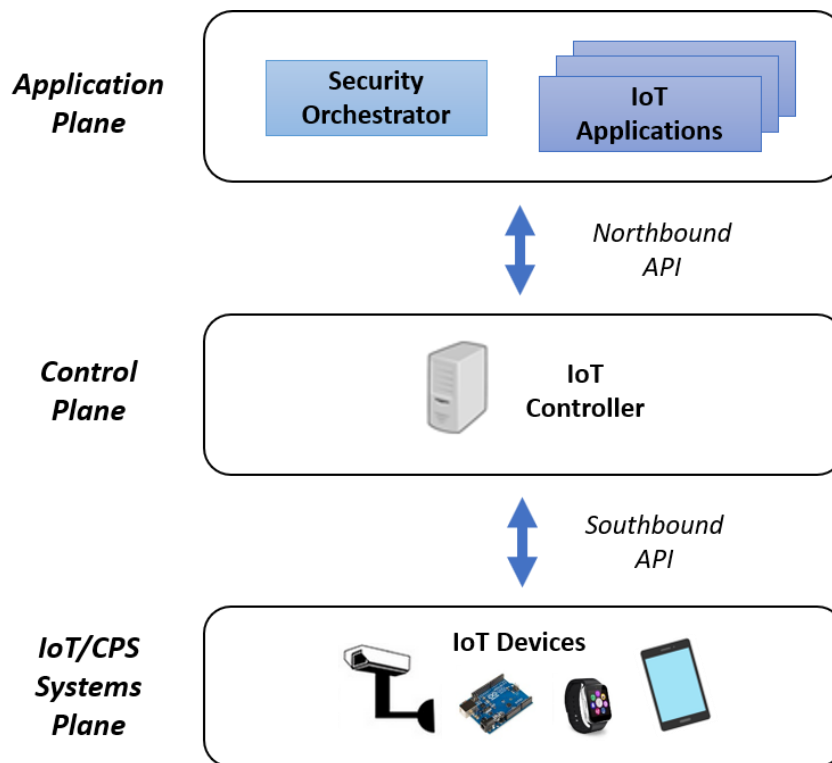 Application
Plane
Security
Orchestrator
IoT
Applications
Northbound
API
Control
Plane
IoT
Controller
Southbound
API
IoT/CPS
Systems
Plane
IoT Devices